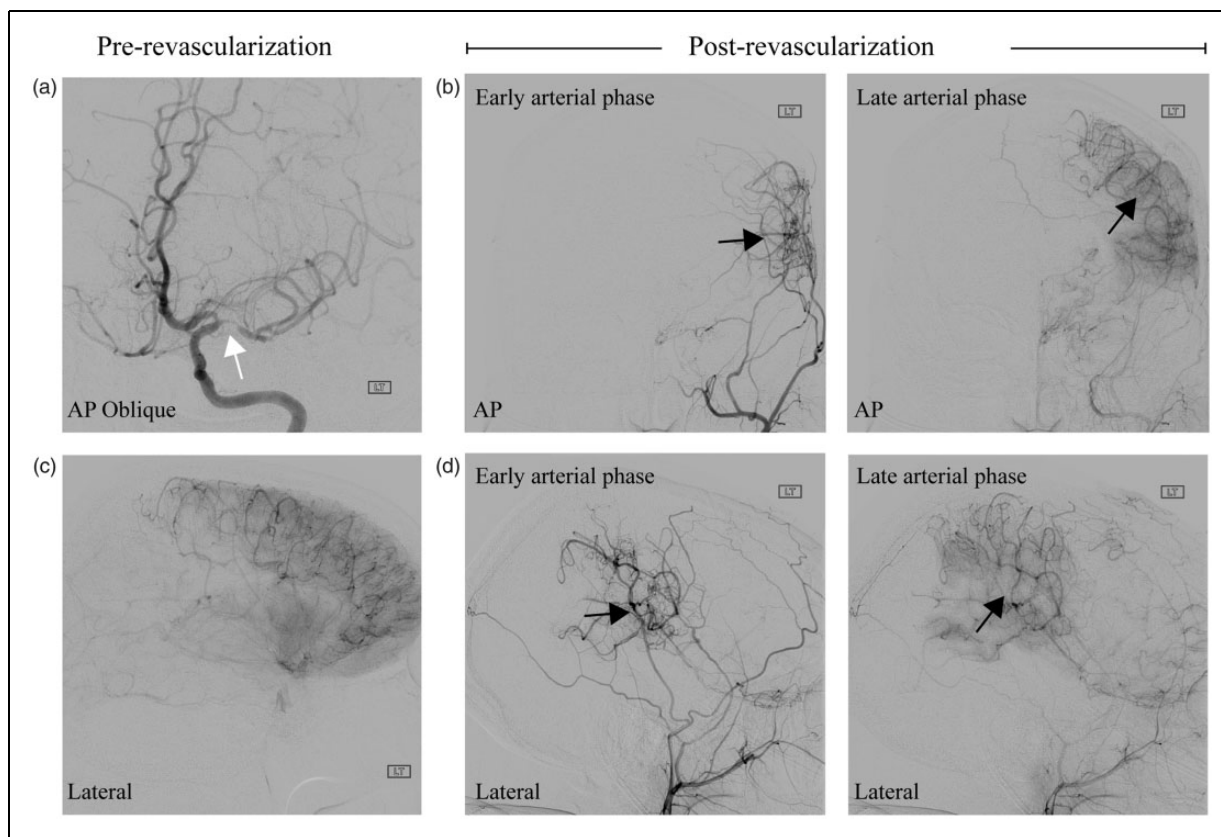 Pre-revascularization
Post-revascularization
(a)
LT
AP Oblique
(b)
Early arterial phase
LT
AP
Late arterial phase
LT
AP
(c)
LT
Lateral
(d)
Early arterial phase
LT
Lateral
Late arterial phase
LT
Lateral